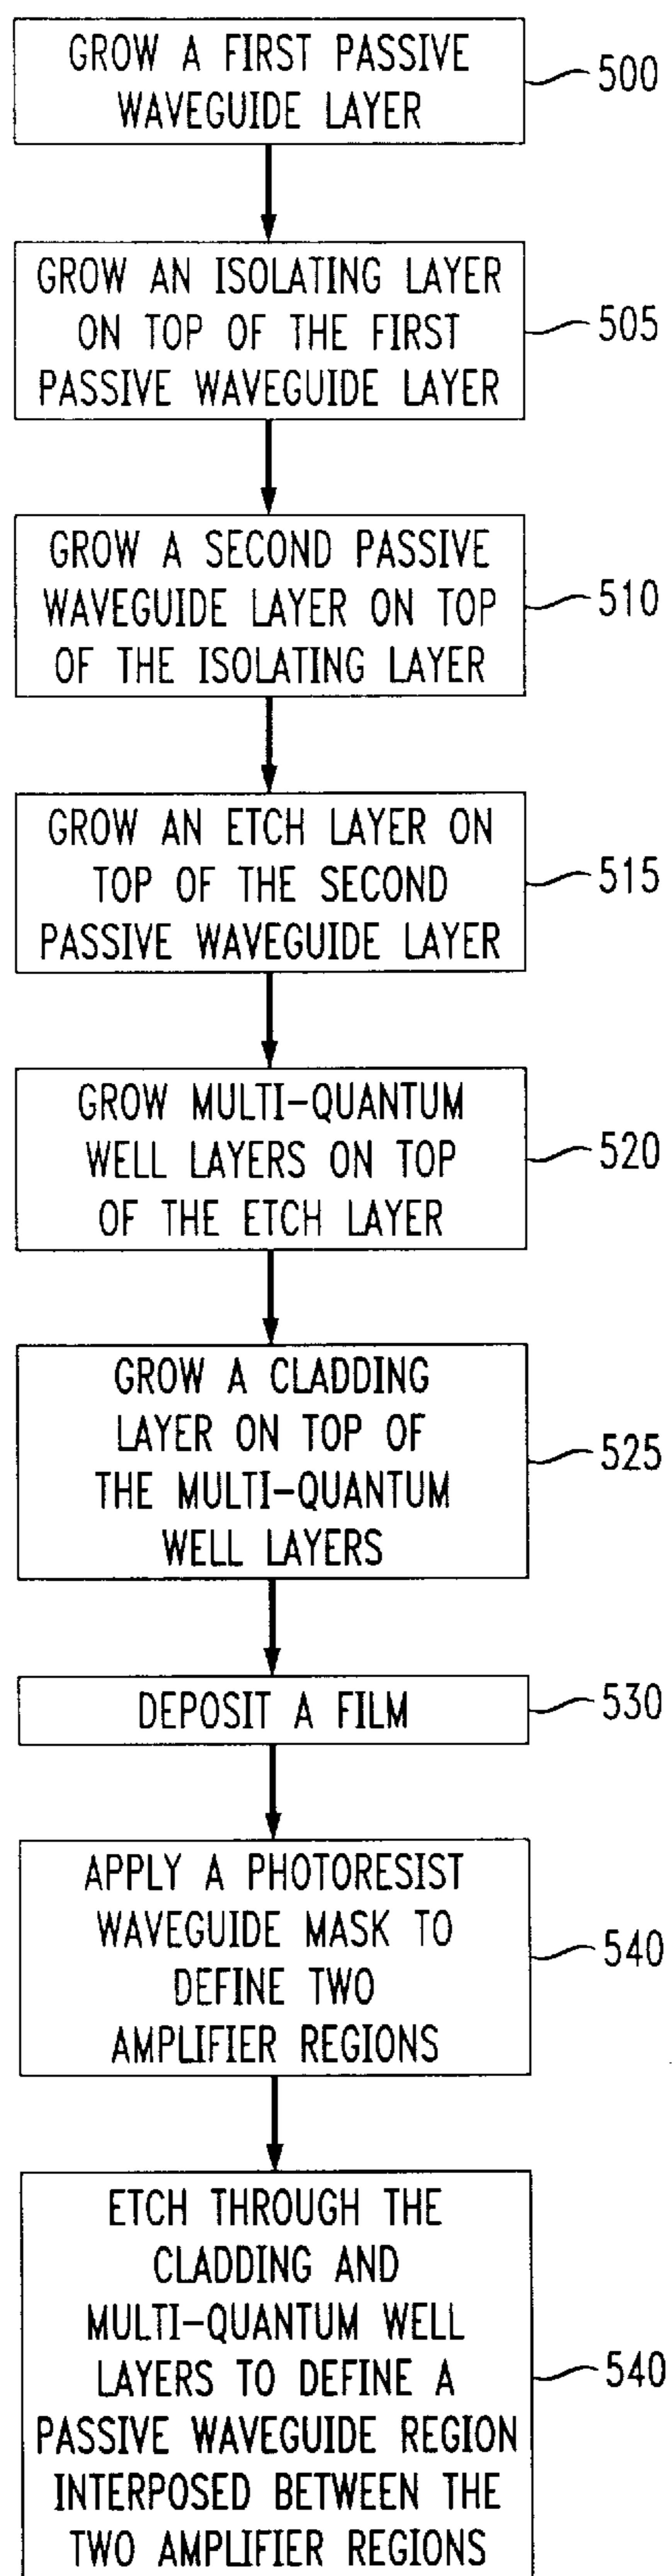 GROW A FIRST PASSIVE
WAVEGUIDE LAYER
500
GROW AN ISOLATING LAYER
ON TOP OF THE FIRST
PASSIVE WAVEGUIDE LAYER
505
GROW A SECOND PASSIVE
WAVEGUIDE LAYER ON TOP
OF THE ISOLATING LAYER
510
GROW AN ETCH LAYER ON
TOP OF THE SECOND
PASSIVE WAVEGUIDE LAYER
515
GROW MULTI-QUANTUM
WELL LAYERS ON TOP
OF THE ETCH LAYER
520
GROW A CLADDING
LAYER ON TOP OF
THE MULTI-QUANTUM
WELL LAYERS
525
DEPOSIT A FILM
530
APPLY A PHOTORESIST
WAVEGUIDE MASK TO
DEFINE TWO
AMPLIFIER REGIONS
540
ETCH THROUGH THE
CLADDING AND
MULTI-QUANTUM WELL
LAYERS TO DEFINE A
PASSIVE WAVEGUIDE REGION
INTERPOSED BETWEEN THE
TWO AMPLIFIER REGIONS
540